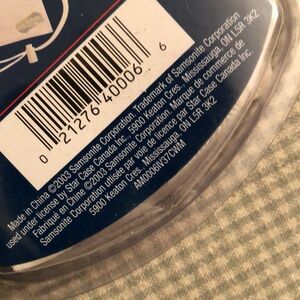 0 21276 40006 6
Made in China ©2003 Samsonite Corporation. Trademark of Samsonite Corporation
used under license by Star Case Canada Inc., 5900 Keaton Cres. Mississauga, ON L5R 3K2
Fabriqué en Chine ©2003 Samsonite Corporation. Marque de commerce de
Samsonite Corporation utilisée par voie de licence par Star Case Canada Inc.
5900 Keaton Cres. Mississauga ON L5R 3K2